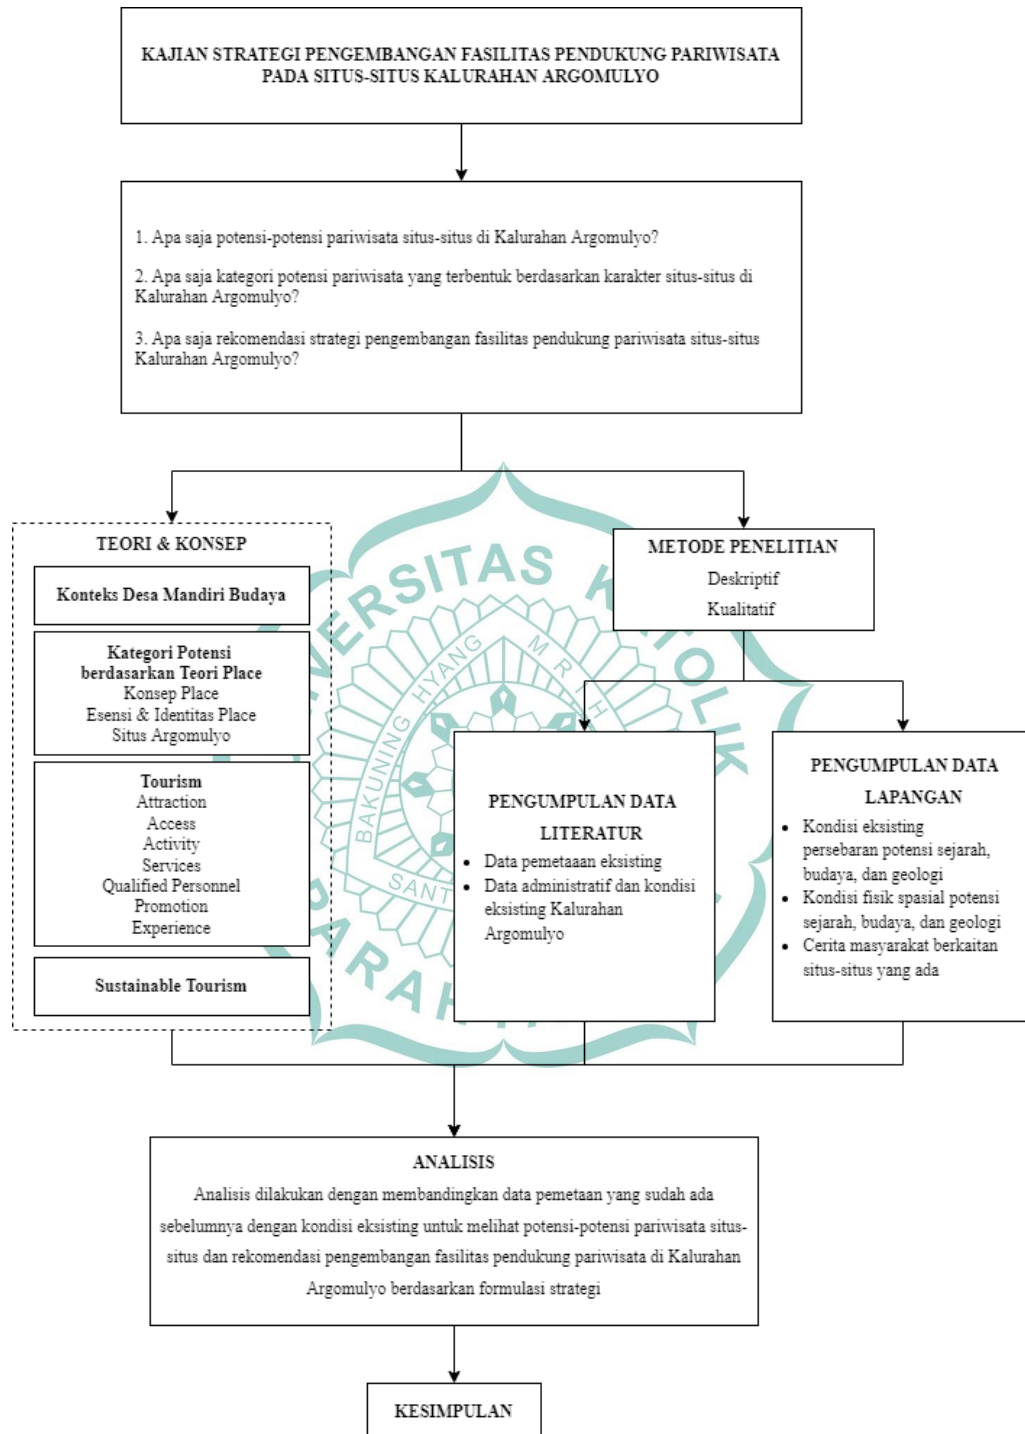 KAJIAN STRATEGI PENGEMBANGAN FASILITAS PENDUKUNG PARIWISATA
PADA SITUS-SITUS KALURAHAN ARGOMULYO
1. Apa saja potensi-potensi pariwisata situs-situs di Kalurahan Argomulyo?
2. Apa saja kategori potensi pariwisata yang terbentuk berdasarkan karakter situs-situs di
Kalurahan Argomulyo?
3. Apa saja rekomendasi strategi pengembangan fasilitas pendukung pariwisata situs-situs
Kalurahan Argomulyo?
TEORI & KONSEP
Konteks Desa Mandiri Budaya
Kategori Potensi
berdasarkan Teori Place
Konsep Place
Esensi & Identitas Place
Situs Argomulyo
Tourism
Attraction
Access
Activity
Services
Qualified Personnel
Promotion
Experience
Sustainable Tourism
METODE PENELITIAN
Deskriptif
Kualitatif
PENGUMPULAN DATA
LITERATUR
• Data pemetaaan eksisting
• Data administratif dan kondisi
eksisting Kalurahan
Argomulyo
PENGUMPULAN DATA
LAPANGAN
• Kondisi eksisting
persebaran potensi sejarah,
budaya, dan geologi
• Kondisi fisik spasial potensi
sejarah, budaya, dan geologi
• Cerita masyarakat berkaitan
situs-situs yang ada
ANALISIS
Analisis dilakukan dengan membandingkan data pemetaan yang sudah ada
sebelumnya dengan kondisi eksisting untuk melihat potensi-potensi pariwisata situs-
situs dan rekomendasi pengembangan fasilitas pendukung pariwisata di Kalurahan
Argomulyo berdasarkan formulasi strategi
KESIMPULAN
BAKUNING HYANG